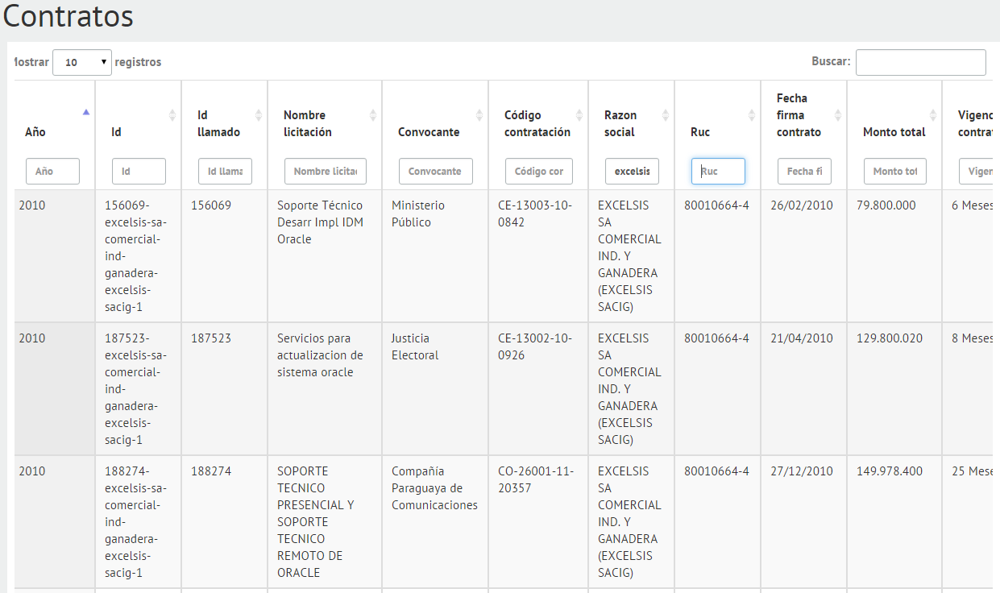 Contratos
Mostrar 10 registros
Buscar:
Año
Id
Id
llamado
Nombre
licitación
Convocante
Código
contratación
Razon
social
Ruc
Fecha
firma
contrato
Monto total
Año
Id
Id llama
Nombre licita
Convocante
Código cor
excelsis
Ruc
Fecha fi
Monto tot
2010
156069-
excelsis-sa-
comercial-
ind-
ganadera-
excelsis-
sacig-1
156069
Soporte Técnico
Desarr Impl IDM
Oracle
Ministerio
Público
CE-13003-10-
0842
EXCELSIS
SA
COMERCIAL
IND. Y
GANADERA
(EXCELSIS
SACIG)
80010664-4
26/02/2010
79.800.000
6 Meses
2010
187523-
excelsis-sa-
comercial-
ind-
ganadera-
excelsis-
sacig-1
187523
Servicios para
actualizacion de
sistema oracle
Justicia
Electoral
CE-13002-10-
0926
EXCELSIS
SA
COMERCIAL
IND. Y
GANADERA
(EXCELSIS
SACIG)
80010664-4
21/04/2010
129.800.020
8 Meses
2010
188274-
excelsis-sa-
comercial-
ind-
ganadera-
excelsis-
sacig-1
188274
SOPORTE
TECNICO
PRESENCIAL Y
SOPORTE
TECNICO
REMOTO DE
ORACLE
Compañía
Paraguaya de
Comunicaciones
CO-26001-11-
20357
EXCELSIS
SA
COMERCIAL
IND. Y
GANADERA
(EXCELSIS
SACIG)
80010664-4
27/12/2010
149.978.400
25 Mese